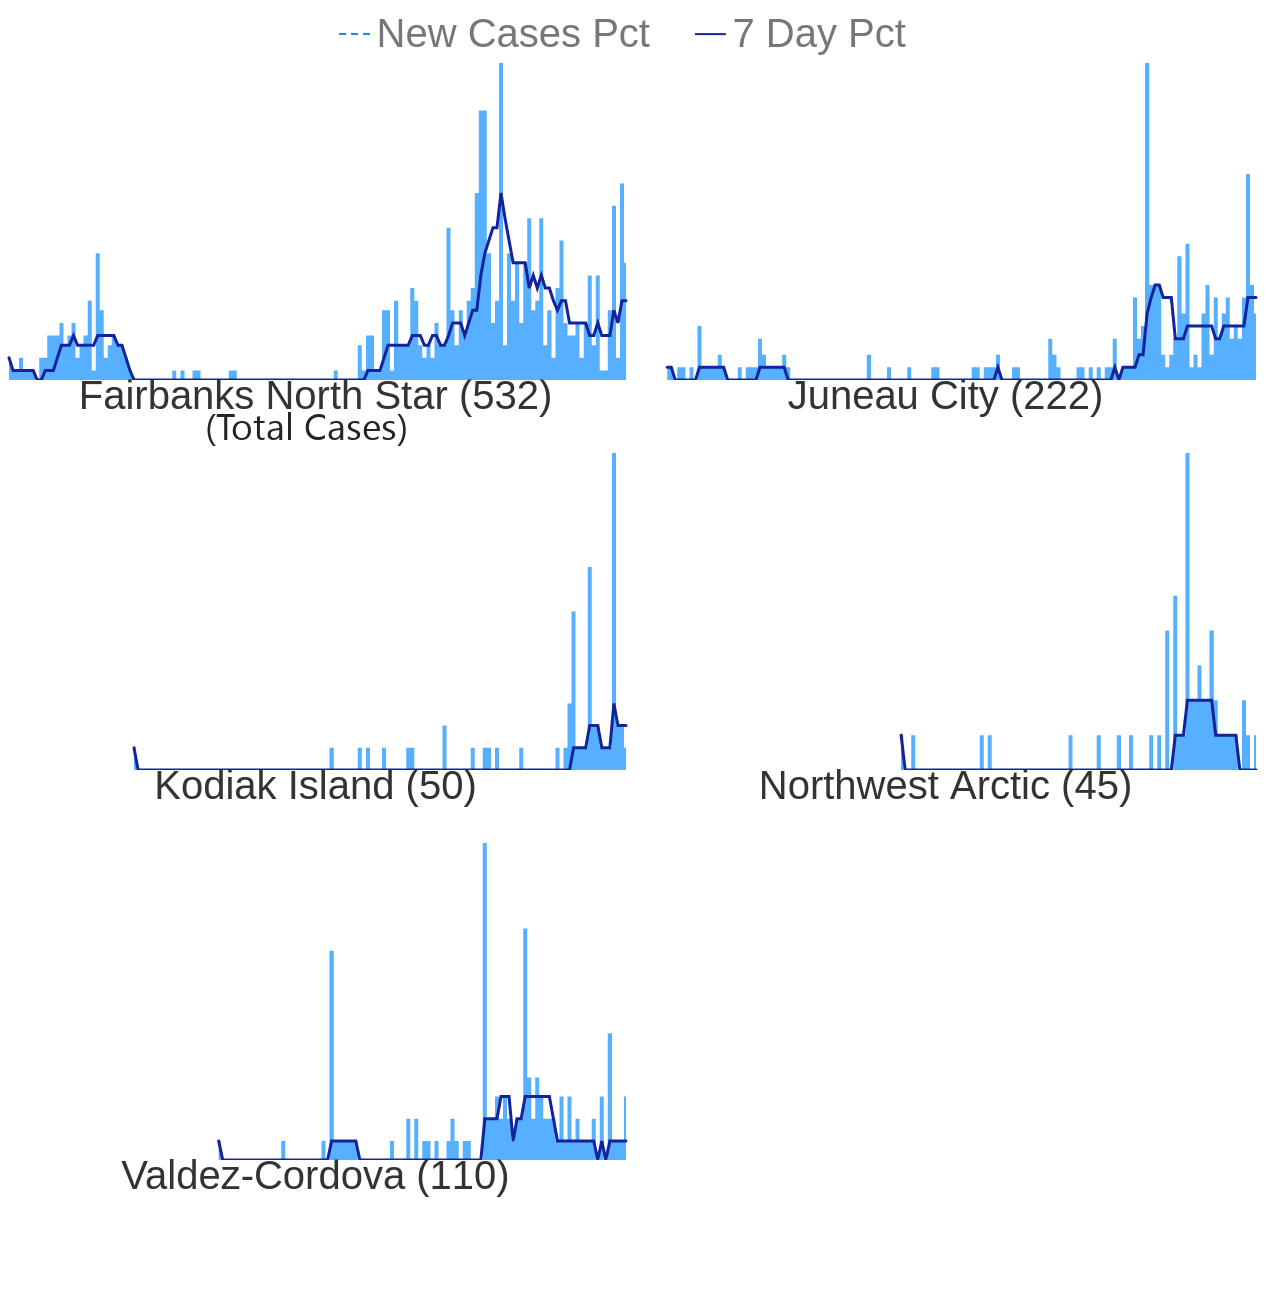 New Cases Pct 7 Day Pct
Fairbanks North Star (532)
(Total Cases)
Juneau City (222)
Kodiak Island (50)
Northwest Arctic (45)
Valdez-Cordova (110)